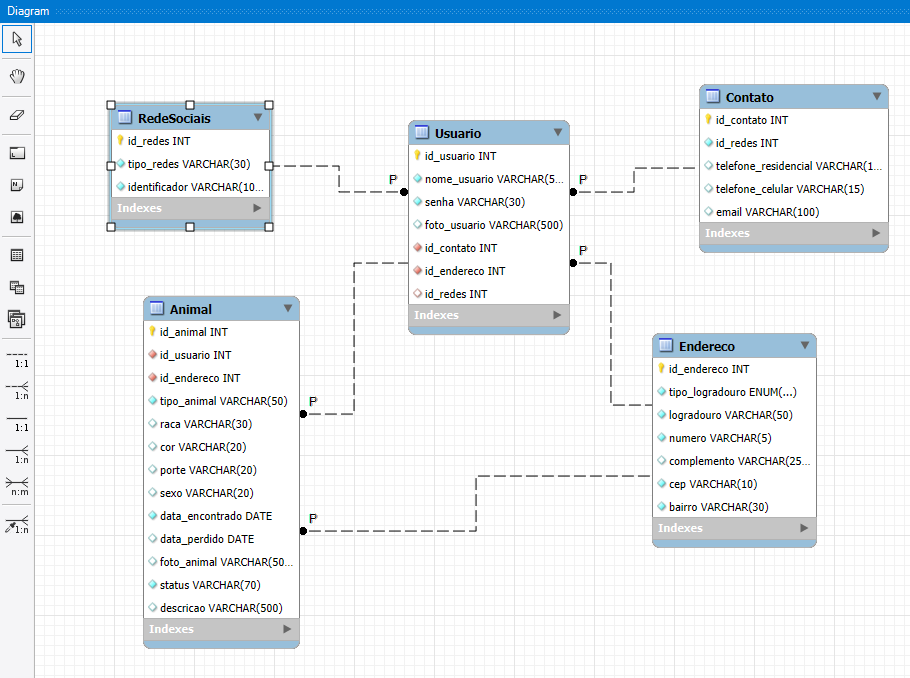 Diagram
RedeSociais
id_redes INT
tipo_redes VARCHAR(30)
identificador VARCHAR(10...
Indexes
Usuario
id_usuario INT
nome_usuario VARCHAR(5...
senha VARCHAR(30)
foto_usuario VARCHAR(500)
id_contato INT
id_endereco INT
id_redes INT
Indexes
Contato
id_contato INT
id_redes INT
telefone_residencial VARCHAR(1...
telefone_celular VARCHAR(15)
email VARCHAR(100)
Indexes
Animal
id_animal INT
id_usuario INT
id_endereco INT
tipo_animal VARCHAR(50)
raca VARCHAR(30)
cor VARCHAR(20)
porte VARCHAR(20)
sexo VARCHAR(20)
data_encontrado DATE
data_perdido DATE
foto_animal VARCHAR(50...
status VARCHAR(70)
descricao VARCHAR(500)
Indexes
Endereco
id_endereco INT
tipo_logradouro ENUM(...)
logradouro VARCHAR(50)
numero VARCHAR(5)
complemento VARCHAR(25...
cep VARCHAR(10)
bairro VARCHAR(30)
Indexes
P
P
P
P
P
1:1
1:n
1:1
1:n
n:m
1:n